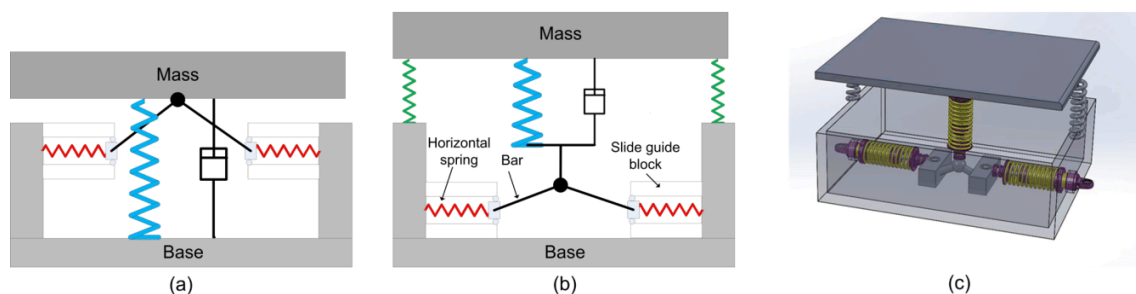 Mass
Base
(a)
Mass
Horizontal
spring
Bar
Slide guide
block
Base
(b)
(c)